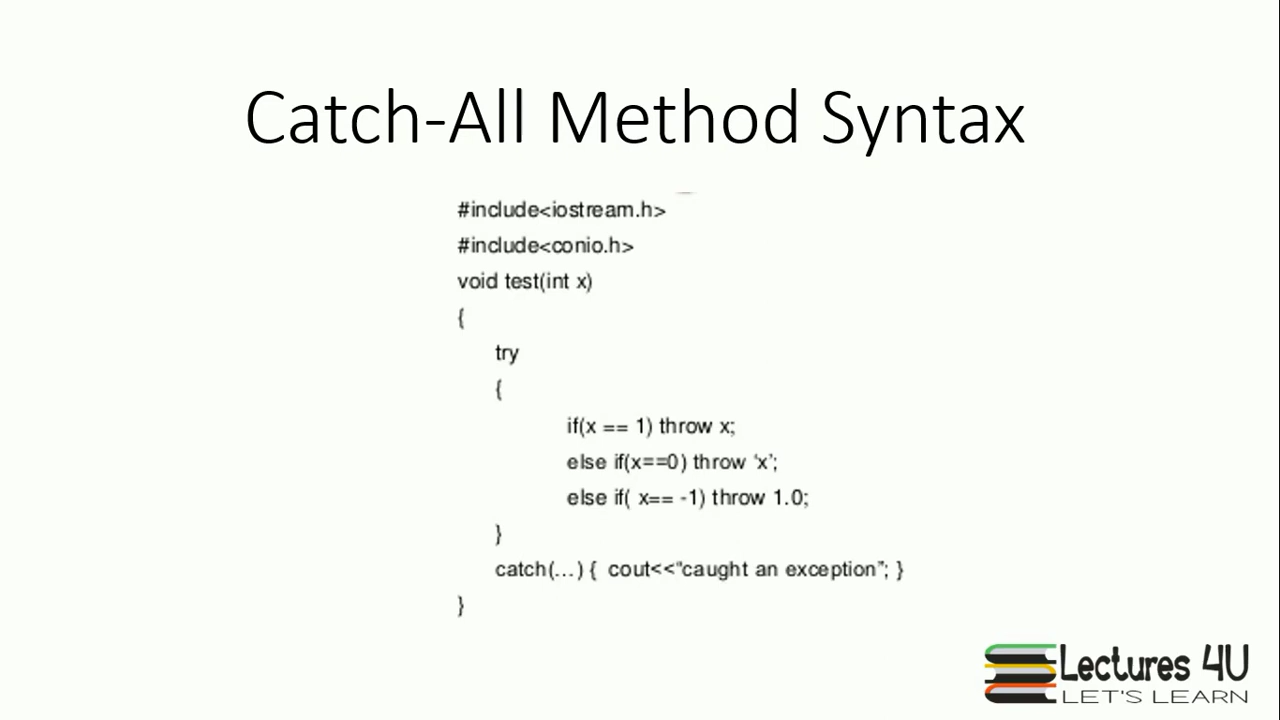 Catch-All Method Syntax
#include<iostream.h>
#include<conio.h>
void test(int x)
{
try
{
if(x == 1) throw x;
else if(x==0) throw ‘x’;
else if( x== -1) throw 1.0;
}
catch(…) { cout<<“caught an exception”; }
}
Lectures 4U
LET'S LEARN